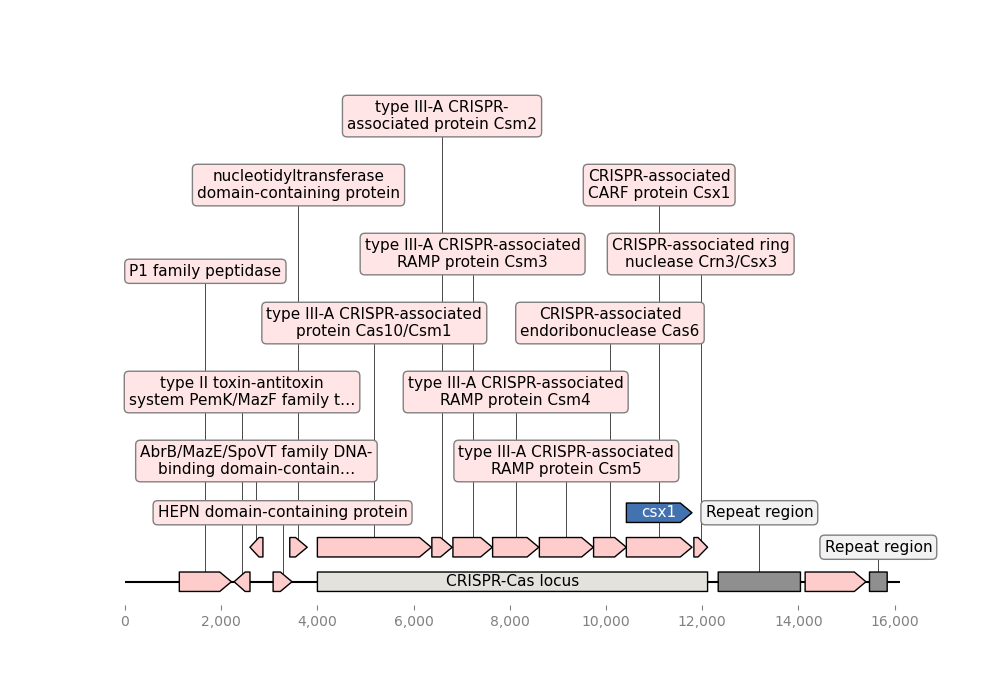 type III-A CRISPR-
associated protein Csm2
nucleotidyltransferase
domain-containing protein
CRISPR-associated
CARF protein Csx1
type III-A CRISPR-associated
RAMP protein Csm3
CRISPR-associated ring
nuclease Crn3/Csx3
P1 family peptidase
type III-A CRISPR-associated
protein Cas10/Csm1
CRISPR-associated
endoribonuclease Cas6
type II toxin-antitoxin
system PemK/MazF family t…
type III-A CRISPR-associated
RAMP protein Csm4
AbrB/MazE/SpoVT family DNA-
binding domain-contain…
type III-A CRISPR-associated
RAMP protein Csm5
HEPN domain-containing protein
csx1
Repeat region
Repeat region
CRISPR-Cas locus
0
2,000
4,000
6,000
8,000
10,000
12,000
14,000
16,000